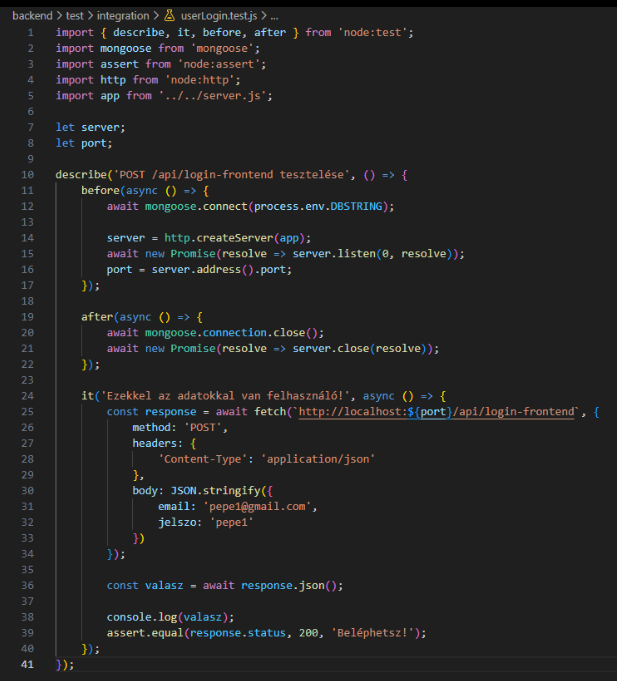 backend > test > integration > userLogin.test.js > ...
1 import { describe, it, before, after } from 'node:test';
2 import mongoose from 'mongoose';
3 import assert from 'node:assert';
4 import http from 'node:http';
5 import app from '../../server.js';
6
7 let server;
8 let port;
9
10 describe('POST /api/login-frontend tesztelése', () => {
11     before(async () => {
12         await mongoose.connect(process.env.DBSTRING);
13
14         server = http.createServer(app);
15         await new Promise(resolve => server.listen(0, resolve));
16         port = server.address().port;
17     });
18
19     after(async () => {
20         await mongoose.connection.close();
21         await new Promise(resolve => server.close(resolve));
22     });
23
24     it('Ezekkel az adatokkal van felhasználó!', async () => {
25         const response = await fetch(`http://localhost:${port}/api/login-frontend`, {
26             method: 'POST',
27             headers: {
28                 'Content-Type': 'application/json'
29             },
30             body: JSON.stringify({
31                 email: 'pepe1@gmail.com',
32                 jelszo: 'pepe1'
33             })
34         });
35
36         const valasz = await response.json();
37
38         console.log(valasz);
39         assert.equal(response.status, 200, 'Beléphetsz!');
40     });
41 });